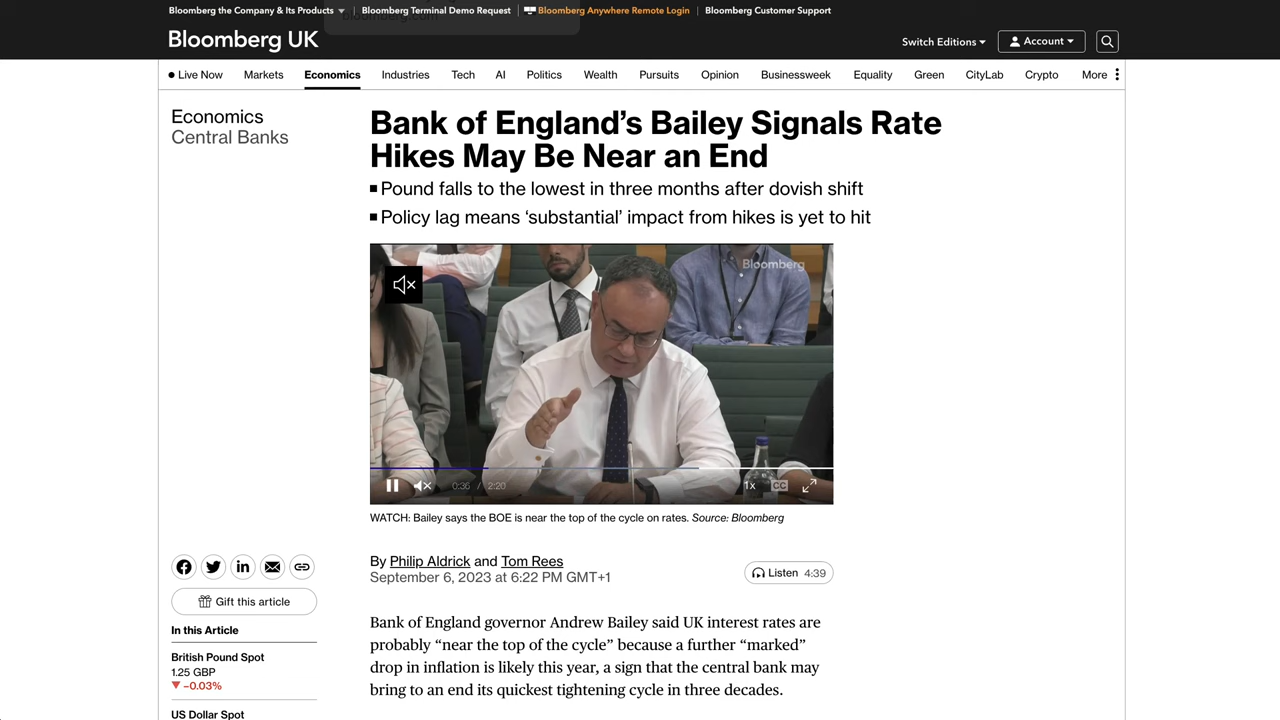 Bloomberg the Company & Its Products
Bloomberg Terminal Demo Request
Bloomberg Anywhere Remote Login
Bloomberg Customer Support
bloomberg.com
Bloomberg UK
Switch Editions
Account
Live Now
Markets
Economics
Industries
Tech
AI
Politics
Wealth
Pursuits
Opinion
Businessweek
Equality
Green
CityLab
Crypto
More
Economics
Central Banks
Bank of England’s Bailey Signals Rate
Hikes May Be Near an End
Pound falls to the lowest in three months after dovish shift
Policy lag means ‘substantial’ impact from hikes is yet to hit
Bloomberg
0:36 / 2:20
1x
CC
WATCH: Bailey says the BOE is near the top of the cycle on rates. Source: Bloomberg
By Philip Aldrick and Tom Rees
September 6, 2023 at 6:22 PM GMT+1
Listen 4:39
Gift this article
In this Article
British Pound Spot
1.25 GBP
−0.03%
US Dollar Spot
Bank of England governor Andrew Bailey said UK interest rates are
probably “near the top of the cycle” because a further “marked”
drop in inflation is likely this year, a sign that the central bank may
bring to an end its quickest tightening cycle in three decades.